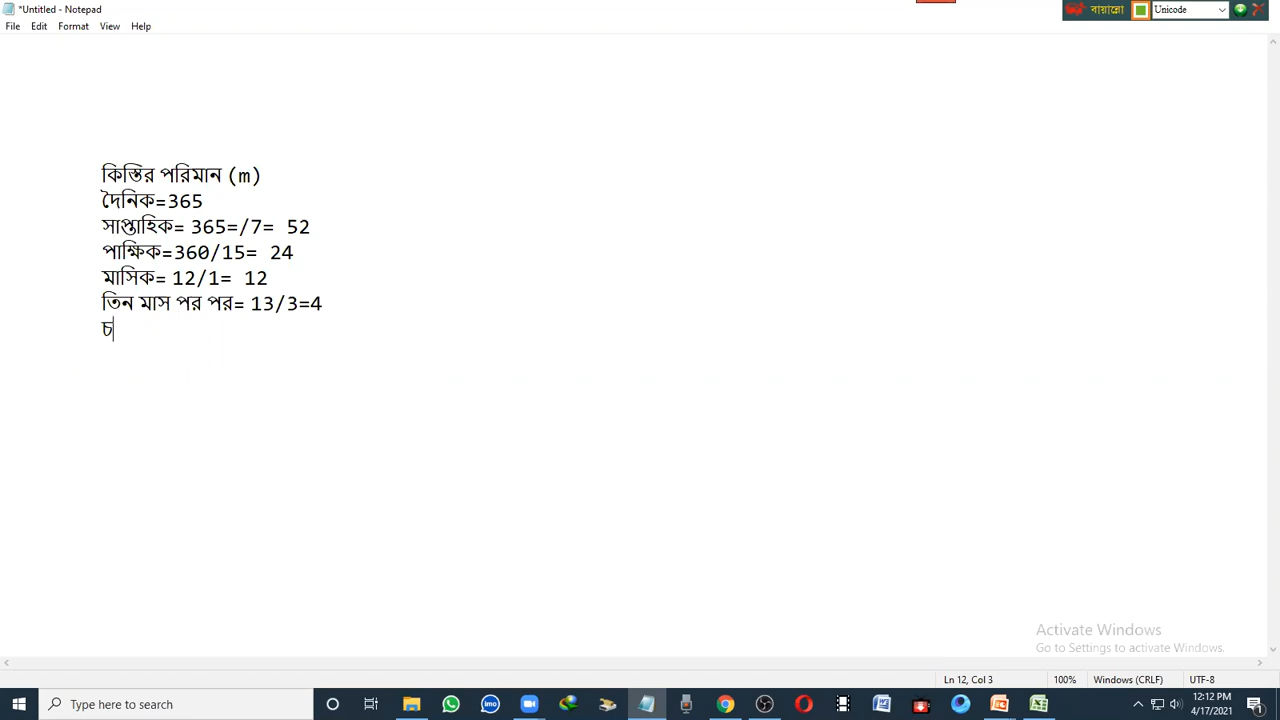 *Untitled - Notepad
বায়ান্নো
Unicode
File Edit Format View Help
কিস্তির পরিমান (m)
দৈনিক=365
সাপ্তাহিক= 365=/7= 52
পাক্ষিক=360/15= 24
মাসিক= 12/1= 12
তিন মাস পর পর= 13/3=4
চ
Activate Windows
Go to Settings to activate Windows.
Ln 12, Col 3 100% Windows (CRLF) UTF-8
Type here to search
imo
12:12 PM
4/17/2021
1